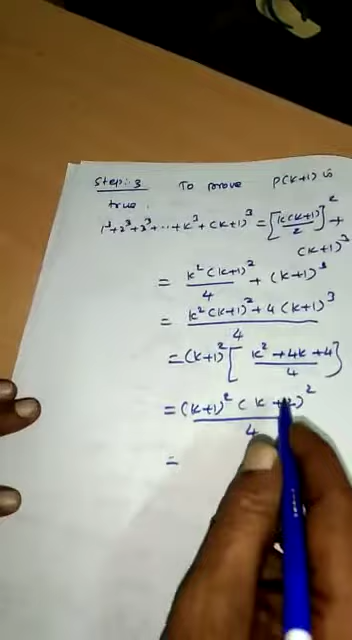 Step: 3 To prove P(k+1) is
true.
1³+2³+3³+...+k³+(k+1)³ = [k(k+1)/2]² +
(k+1)³
= k²(k+1)²/4 + (k+1)³
= k²(k+1)²+4(k+1)³/4
= (k+1)² [k²+4k+4/4]
= (k+1)² (k+2)²/4
=